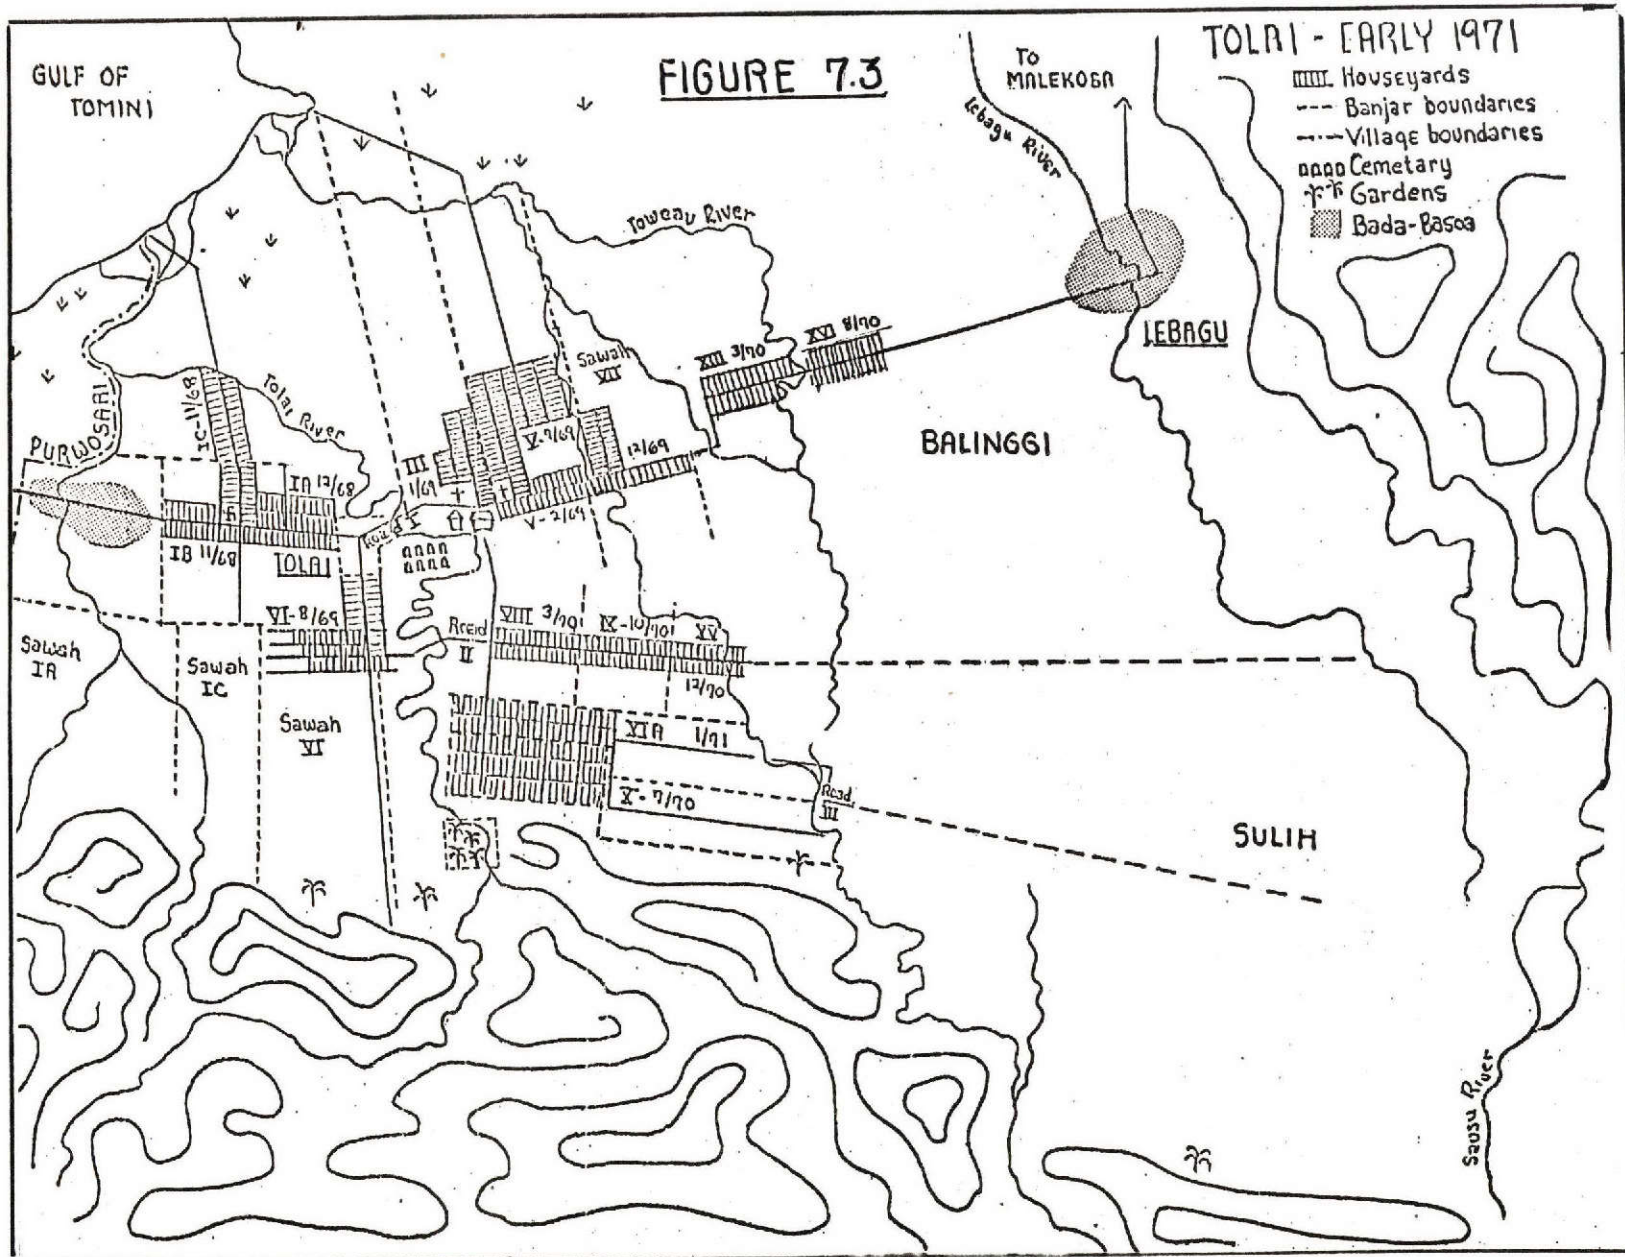 GULF OF
TOMINI
FIGURE 7.3
TO
MALEKOSA
TOLAI - EARLY 1971
Houseyards
Banjar boundaries
Village boundaries
Cemetary
Gardens
Bada-Basoa
Lebagu River
Toweau River
LEBAGU
BALINGGI
XIII 3/70
XVI 8/70
Sawah
VII
PURWOSARI
IC-11/68
Tolai River
III
1/69
V-7/69
12/69
V-2/69
IA 12/68
IB 11/68
TOLAI
Road I
VI-8/69
Sawah
IA
Sawah
IC
Sawah
VI
Road
II
VIII 3/70
IX-10/70
XV
12/70
XIA 1/71
X-7/70
Road
III
SULIH
Sausu River